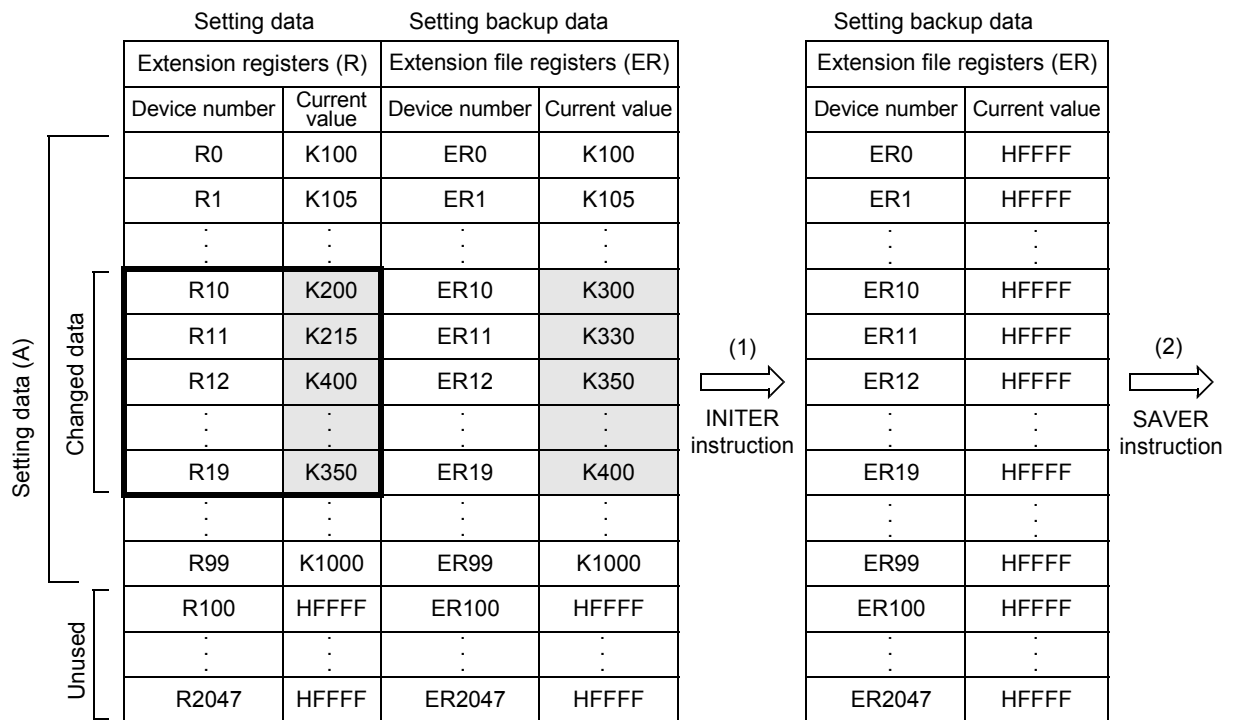 Setting data Setting backup data Setting backup data
Extension registers (R) Extension file registers (ER) Extension file registers (ER)
Device number Current value Device number Current value Device number Current value
R0 K100 ER0 K100 ER0 HFFFF
R1 K105 ER1 K105 ER1 HFFFF
: : : : : :
R10 K200 ER10 K300 ER10 HFFFF
R11 K215 ER11 K330 ER11 HFFFF
R12 K400 ER12 K350 ER12 HFFFF
: : : : : :
R19 K350 ER19 K400 ER19 HFFFF
: : : : : :
R99 K1000 ER99 K1000 ER99 HFFFF
R100 HFFFF ER100 HFFFF ER100 HFFFF
: : : : : :
R2047 HFFFF ER2047 HFFFF ER2047 HFFFF
Setting data (A)
Changed data
Unused
(1)
INITER
instruction
(2)
SAVER
instruction